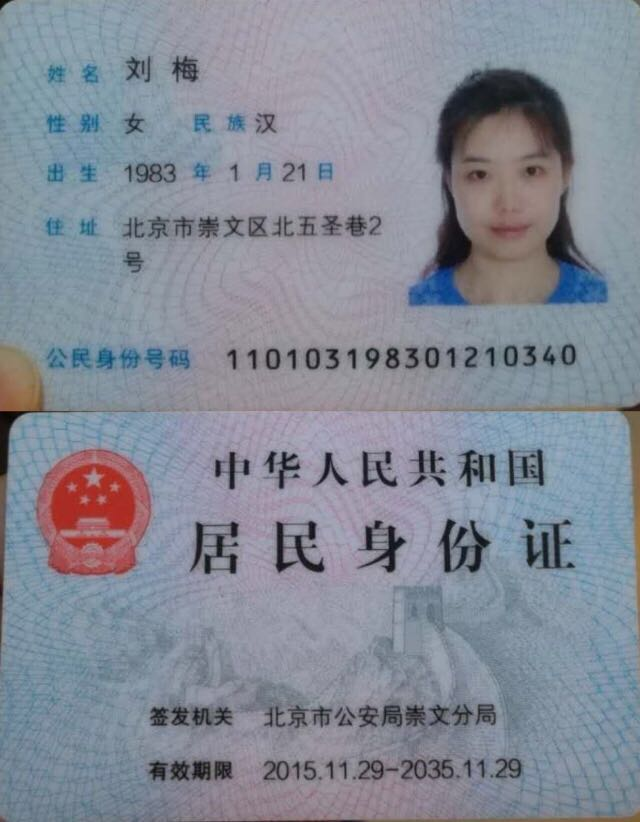 姓名 刘梅
性别 女 民族 汉
出生 1983 年 1 月 21 日
住址 北京市崇文区北五圣巷2
号
公民身份号码 110103198301210340
中华人民共和国
居民身份证
签发机关 北京市公安局崇文分局
有效期限 2015.11.29-2035.11.29